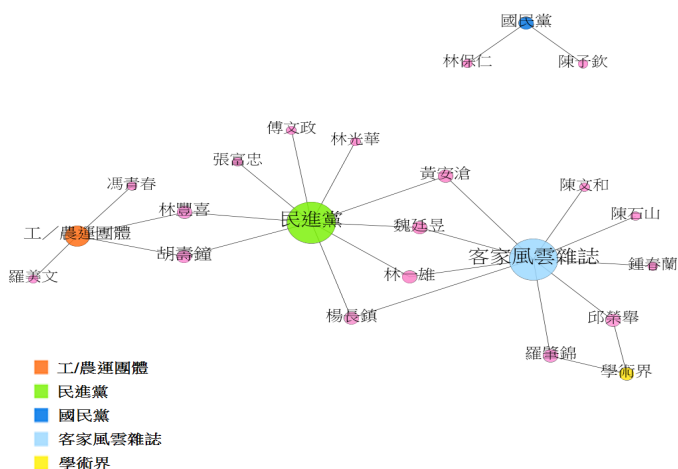 國民黨
林保仁
陳子欽
傅文政
林光華
張富忠
黃安滄
馮青春
陳文和
林豐喜
陳石山
民進黨
魏廷昱
工／農運團體
胡壽鐘
客家風雲雜誌
鍾春蘭
羅美文
林一雄
楊長鎮
邱榮舉
羅肇錦
學術界
工/農運團體
民進黨
國民黨
客家風雲雜誌
學術界